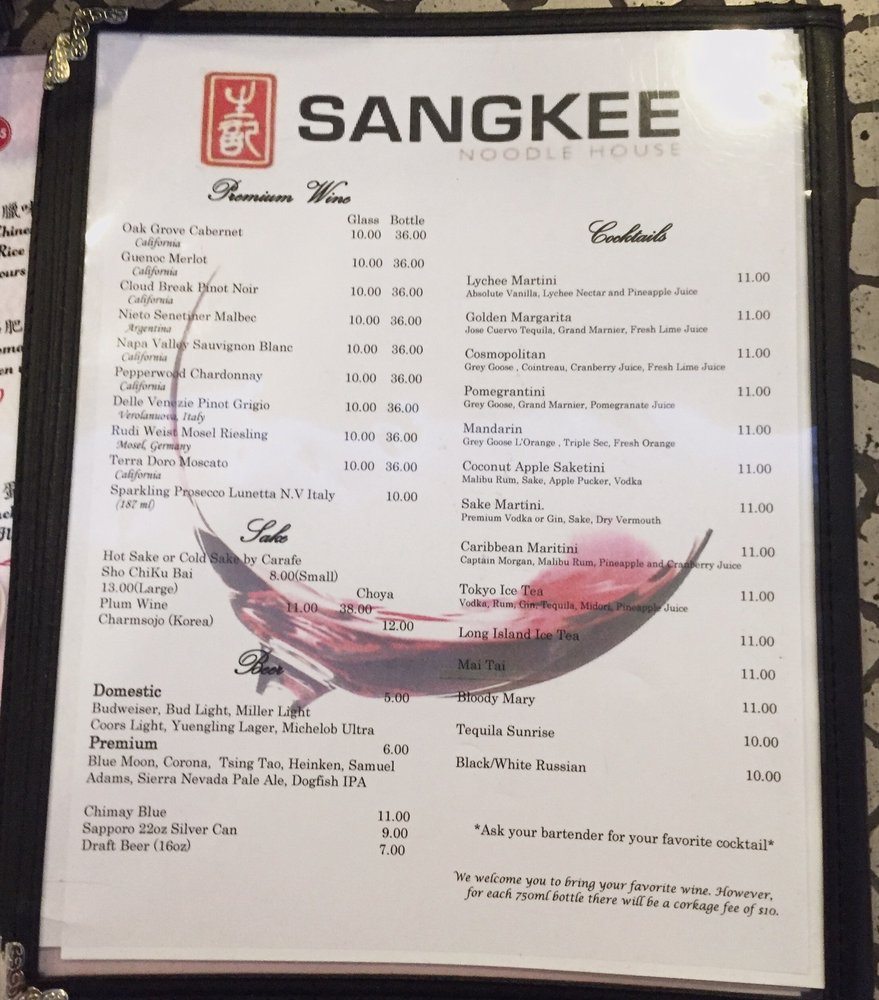 生記
SANGKEE
NOODLE HOUSE
Premium Wine
Glass Bottle
Oak Grove Cabernet 10.00 36.00
California
Guenoc Merlot 10.00 36.00
California
Cloud Break Pinot Noir 10.00 36.00
California
Nieto Senetiner Malbec 10.00 36.00
Argentina
Napa Valley Sauvignon Blanc 10.00 36.00
California
Pepperwood Chardonnay 10.00 36.00
California
Delle Venezie Pinot Grigio 10.00 36.00
Verolanuova, Italy
Rudi Weist Mosel Riesling 10.00 36.00
Mosel, Germany
Terra Doro Moscato 10.00 36.00
California
Sparkling Prosecco Lunetta N.V Italy 10.00
(187 ml)
Sake
Hot Sake or Cold Sake by Carafe
Sho ChiKu Bai 8.00(Small)
13.00(Large) Choya
Plum Wine 11.00 38.00
Charmsojo (Korea) 12.00
Beer
Domestic 5.00
Budweiser, Bud Light, Miller Light
Coors Light, Yuengling Lager, Michelob Ultra
Premium 6.00
Blue Moon, Corona, Tsing Tao, Heinken, Samuel
Adams, Sierra Nevada Pale Ale, Dogfish IPA
Chimay Blue 11.00
Sapporo 22oz Silver Can 9.00
Draft Beer (16oz) 7.00
Cocktails
Lychee Martini 11.00
Absolute Vanilla, Lychee Nectar and Pineapple Juice
Golden Margarita 11.00
Jose Cuervo Tequila, Grand Marnier, Fresh Lime Juice
Cosmopolitan 11.00
Grey Goose , Cointreau, Cranberry Juice, Fresh Lime Juice
Pomegrantini 11.00
Grey Goose, Grand Marnier, Pomegranate Juice
Mandarin 11.00
Grey Goose L'Orange , Triple Sec, Fresh Orange
Coconut Apple Saketini 11.00
Malibu Rum, Sake, Apple Pucker, Vodka
Sake Martini. 11.00
Premium Vodka or Gin, Sake, Dry Vermouth
Caribbean Maritini 11.00
Captain Morgan, Malibu Rum, Pineapple and Cranberry Juice
Tokyo Ice Tea 11.00
Vodka, Rum, Gin, Tequila, Midori, Pineapple Juice
Long Island Ice Tea 11.00
Mai Tai 11.00
Bloody Mary 11.00
Tequila Sunrise 10.00
Black/White Russian 10.00
*Ask your bartender for your favorite cocktail*
We welcome you to bring your favorite wine. However,
for each 750ml bottle there will be a corkage fee of $10.